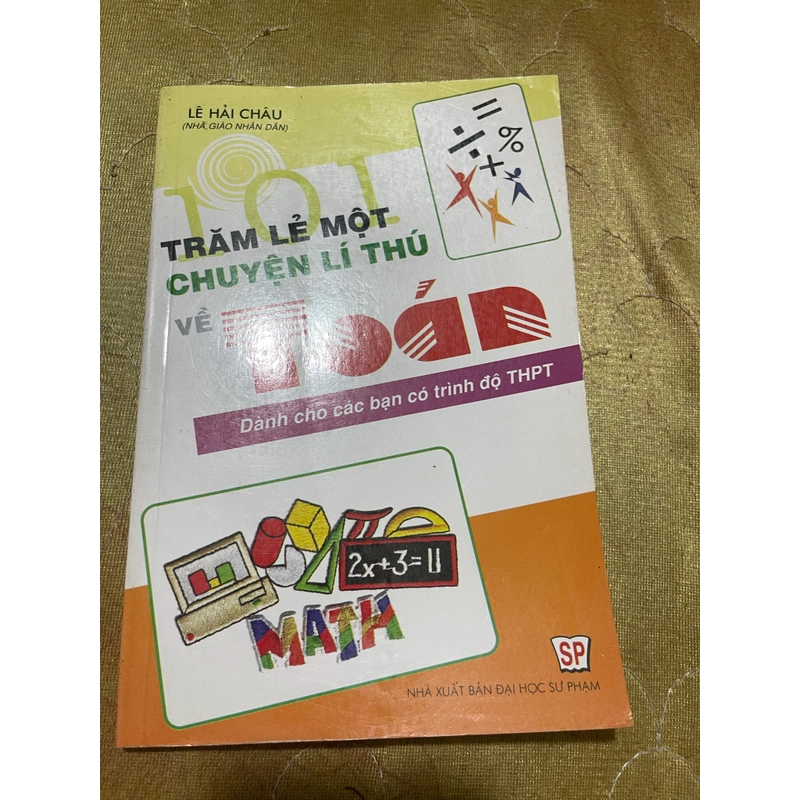 LÊ HẢI CHÂU
(NHÀ GIÁO NHÂN DÂN)
101
TRĂM LẺ MỘT
CHUYỆN LÍ THÚ
VỀ Toán
Dành cho các bạn có trình độ THPT
= ÷ % +
2x+3=11
MATH
SP
NHÀ XUẤT BẢN ĐẠI HỌC SƯ PHẠM